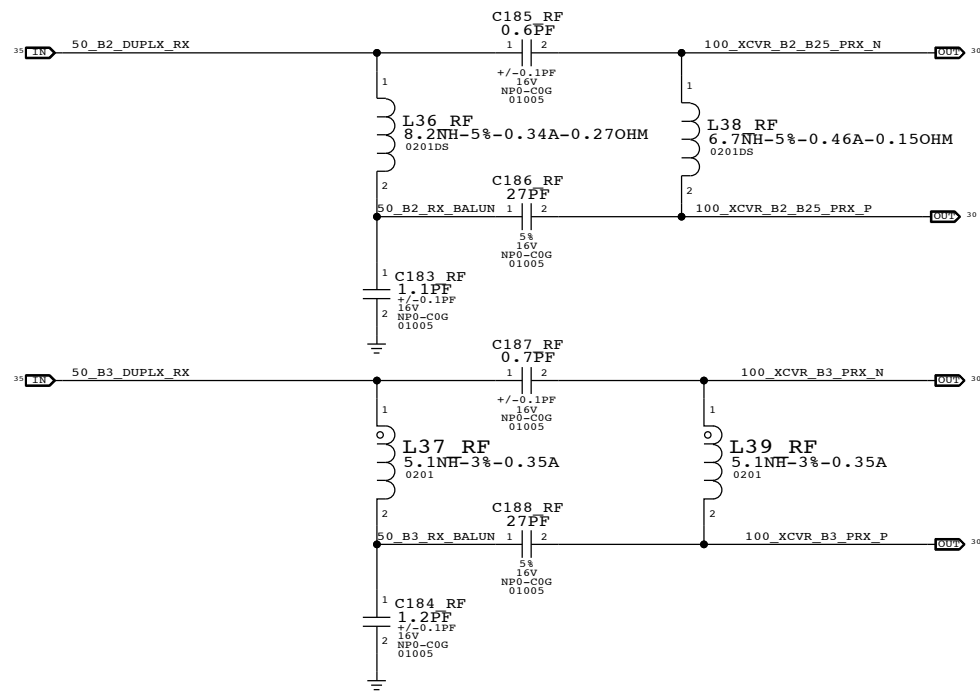 C185_RF
0.6PF
35 IN 50_B2_DUPLX_RX 1 2 100_XCVR_B2_B25_PRX_N OUT 30
+/-0.1PF
16V
NP0-C0G
01005
1
L36_RF
8.2NH-5%-0.34A-0.27OHM
0201DS
2
1
L38_RF
6.7NH-5%-0.46A-0.15OHM
0201DS
2
C186_RF
27PF
50_B2_RX_BALUN 1 2 100_XCVR_B2_B25_PRX_P OUT 30
5%
16V
NP0-C0G
01005
1
C183_RF
1.1PF
+/-0.1PF
16V
2 NP0-C0G
01005
C187_RF
0.7PF
35 IN 50_B3_DUPLX_RX 1 2 100_XCVR_B3_PRX_N OUT 30
+/-0.1PF
16V
NP0-C0G
01005
1
L37_RF
5.1NH-3%-0.35A
0201
2
1
L39_RF
5.1NH-3%-0.35A
0201
2
C188_RF
27PF
50_B3_RX_BALUN 1 2 100_XCVR_B3_PRX_P OUT 30
5%
16V
NP0-C0G
01005
1
C184_RF
1.2PF
+/-0.1PF
16V
2 NP0-C0G
01005